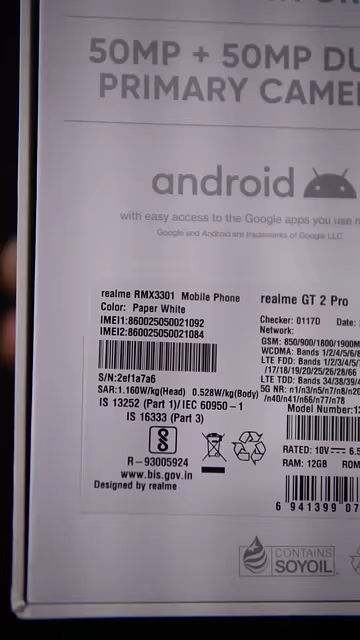 50MP + 50MP DU
PRIMARY CAME
android
with easy access to the Google apps you use
Google and Android are trademarks of Google LLC.
realme RMX3301 Mobile Phone
Color: Paper White
IMEI1:860025050021092
IMEI2:860025050021084
S/N:2ef1a7a6
SAR:1.160W/kg(Head) 0.528W/kg(Body)
IS 13252 (Part 1)/IEC 60950-1
IS 16333 (Part 3)
R-93005924
www.bis.gov.in
Designed by realme
realme GT 2 Pro
Checker: 0117D Date:
Network:
GSM: 850/900/1800/1900M
WCDMA: Bands 1/2/4/5/6/8
LTE FDD: Bands 1/2/3/4/5/
/17/18/19/20/25/26/28/66
LTE TDD: Bands 34/38/39/4
5G NR: n1/n3/n5/n7/n8/n20
/n40/n41/n66/n77/n78
Model Number:
RATED: 10V⎓ 6.5
RAM: 12GB ROM
6 941399 07
CONTAINS
SOYOIL